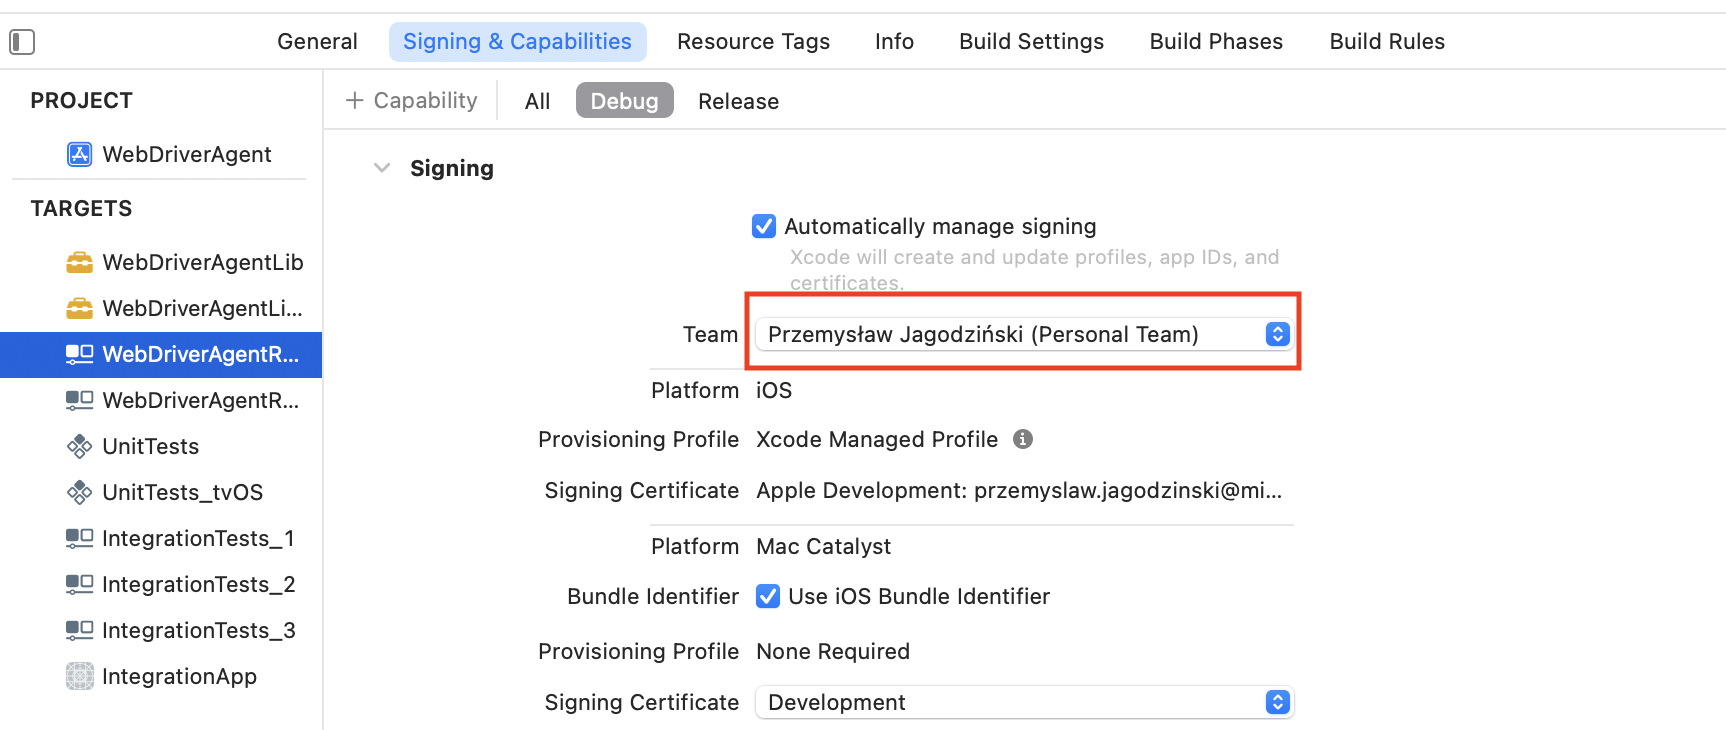 General Signing & Capabilities Resource Tags Info Build Settings Build Phases Build Rules
PROJECT
WebDriverAgent
TARGETS
WebDriverAgentLib
WebDriverAgentLi...
WebDriverAgentR...
WebDriverAgentR...
UnitTests
UnitTests_tvOS
IntegrationTests_1
IntegrationTests_2
IntegrationTests_3
IntegrationApp
+ Capability All Debug Release
Signing
Automatically manage signing
Xcode will create and update profiles, app IDs, and
certificates.
Team Przemysław Jagodziński (Personal Team)
Platform iOS
Provisioning Profile Xcode Managed Profile
Signing Certificate Apple Development: przemyslaw.jagodzinski@mi...
Platform Mac Catalyst
Bundle Identifier Use iOS Bundle Identifier
Provisioning Profile None Required
Signing Certificate Development